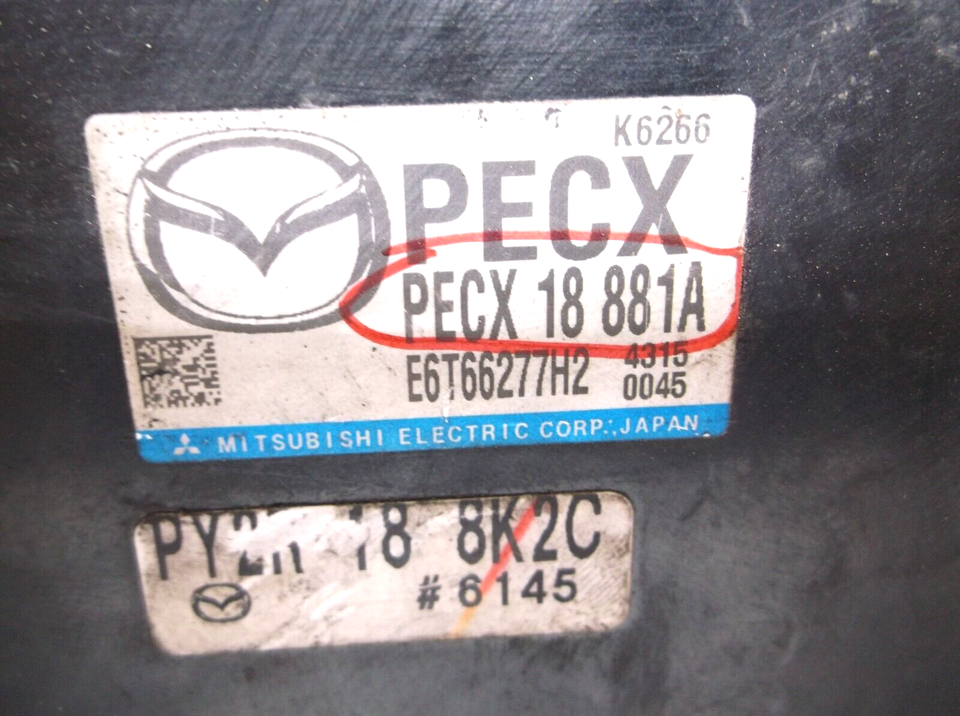 K6266
PECX
PECX 18 881A
E6T66277H2 4315
0045
MITSUBISHI ELECTRIC CORP., JAPAN
18 8K2C
#6145